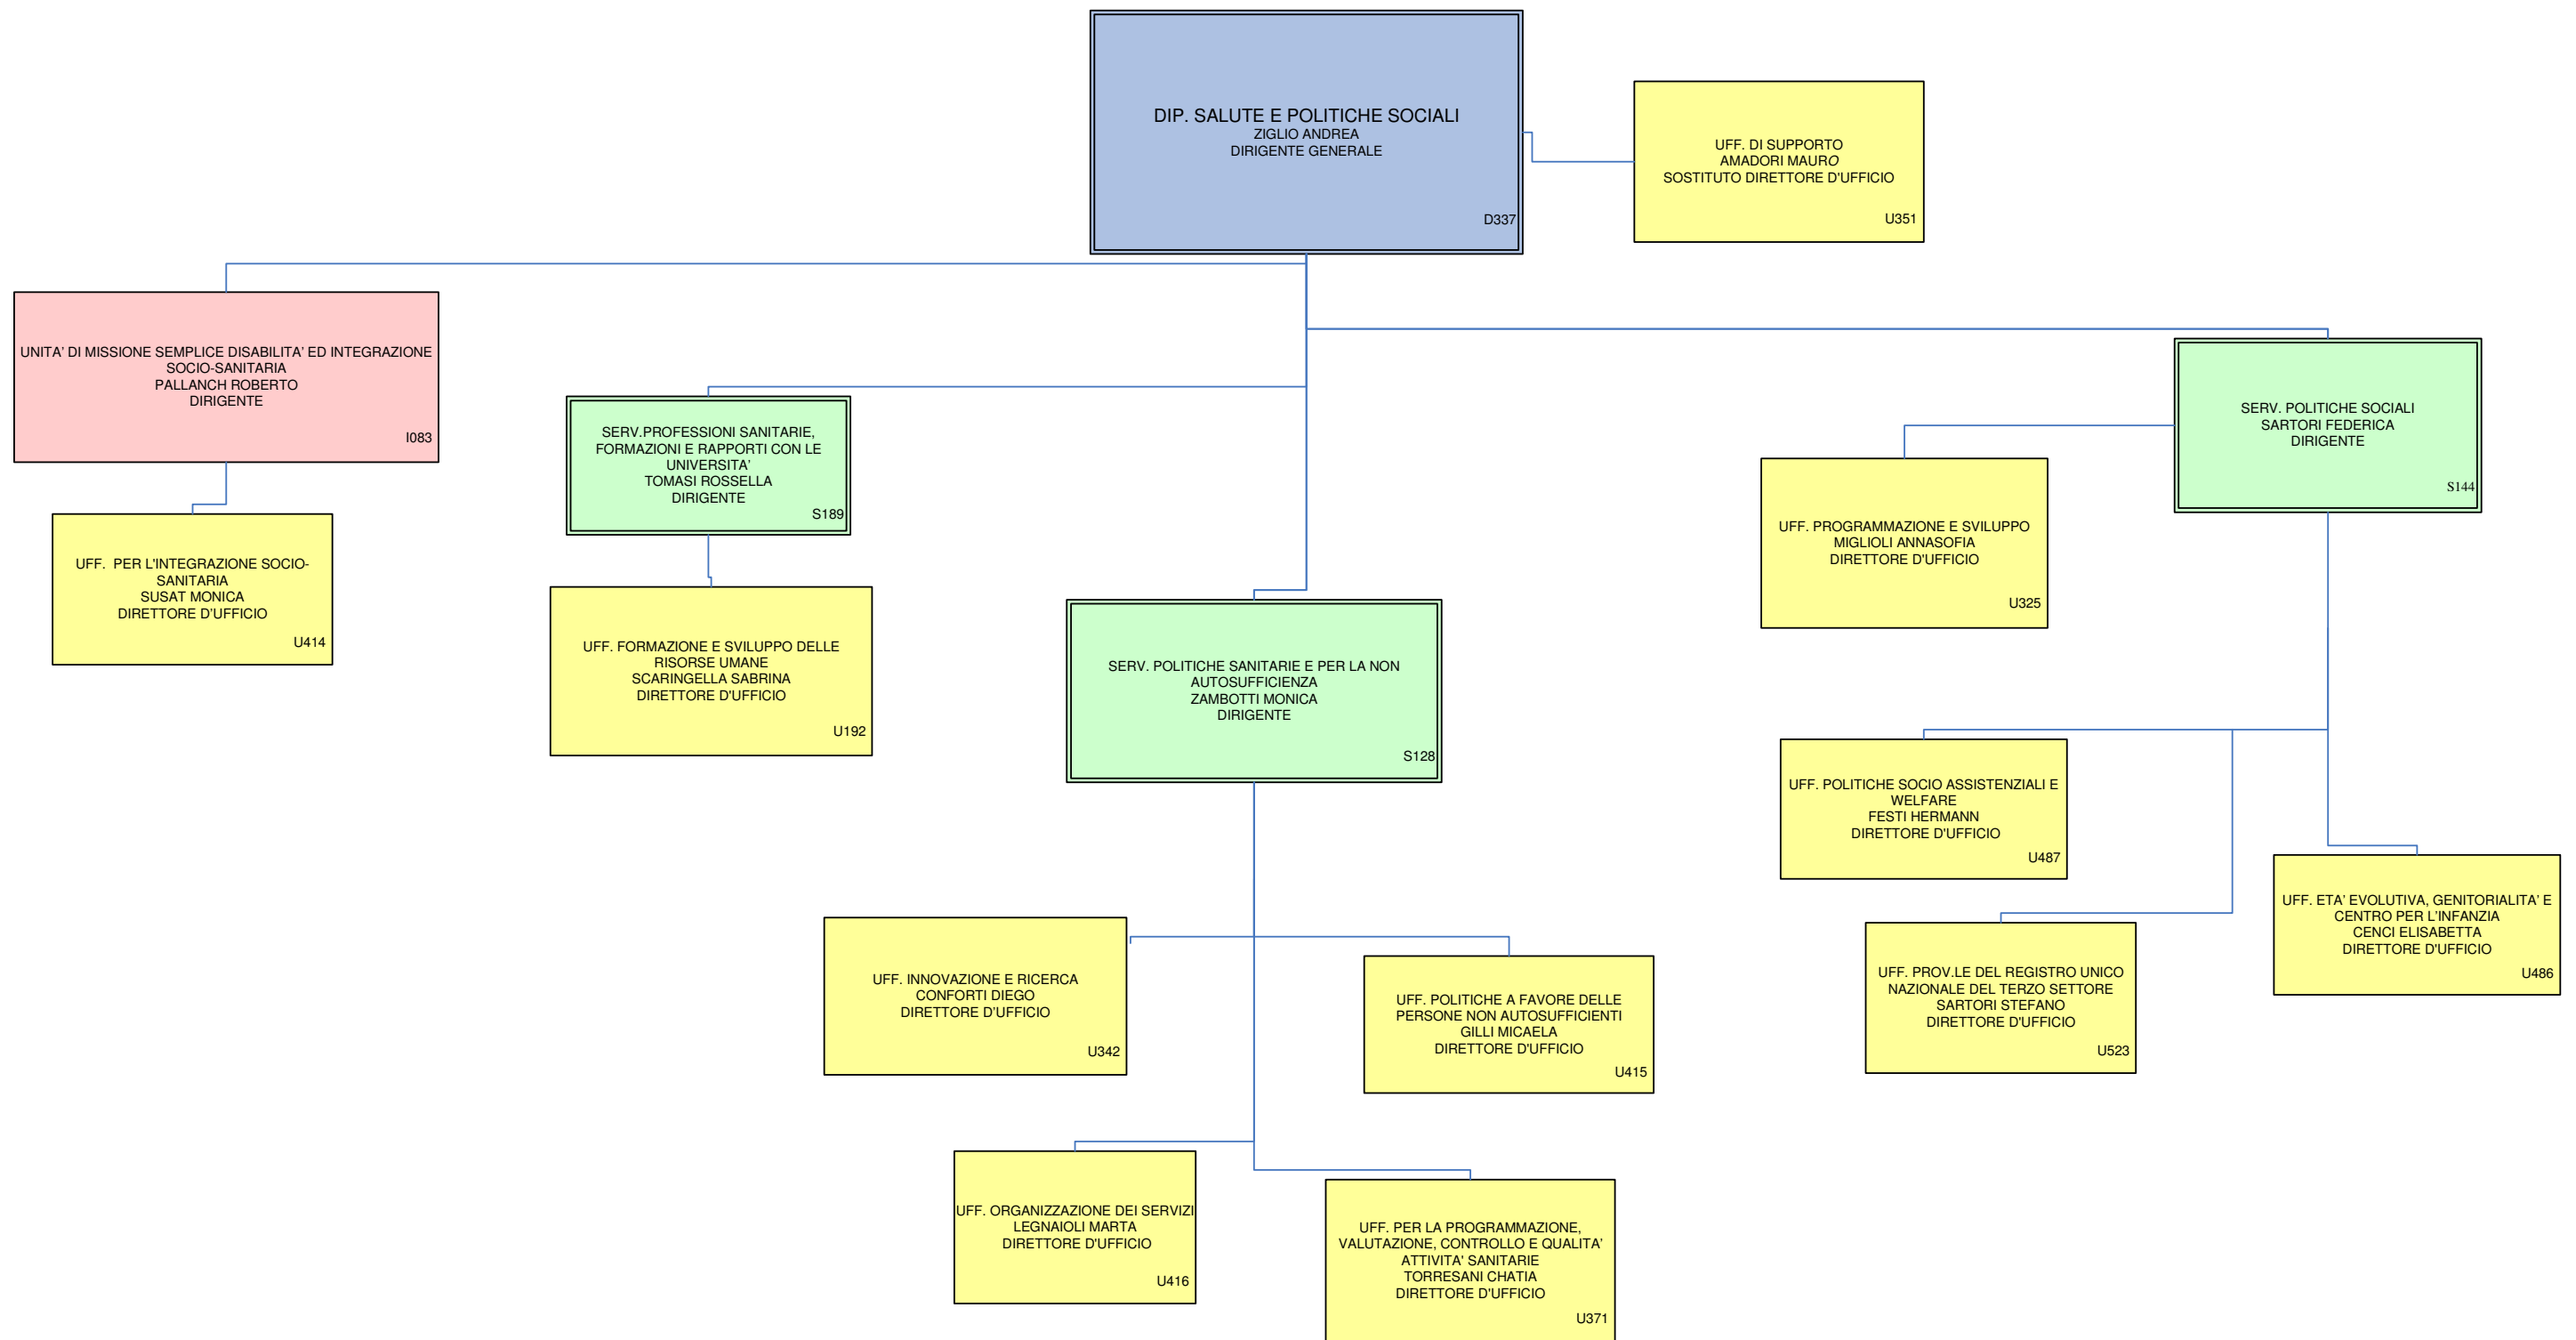 DIP. SALUTE E POLITICHE SOCIALI
ZIGLIO ANDREA
DIRIGENTE GENERALE
D337
UFF. DI SUPPORTO
AMADORI MAURO
SOSTITUTO DIRETTORE D'UFFICIO
U351
UNITA' DI MISSIONE SEMPLICE DISABILITA' ED INTEGRAZIONE
SOCIO-SANITARIA
PALLANCH ROBERTO
DIRIGENTE
I083
SERV.PROFESSIONI SANITARIE,
FORMAZIONI E RAPPORTI CON LE
UNIVERSITA'
TOMASI ROSSELLA
DIRIGENTE
S189
SERV. POLITICHE SOCIALI
SARTORI FEDERICA
DIRIGENTE
S144
UFF. PROGRAMMAZIONE E SVILUPPO
MIGLIOLI ANNASOFIA
DIRETTORE D'UFFICIO
U325
UFF. PER L'INTEGRAZIONE SOCIO-
SANITARIA
SUSAT MONICA
DIRETTORE D'UFFICIO
U414
UFF. FORMAZIONE E SVILUPPO DELLE
RISORSE UMANE
SCARINGELLA SABRINA
DIRETTORE D'UFFICIO
U192
SERV. POLITICHE SANITARIE E PER LA NON
AUTOSUFFICIENZA
ZAMBOTTI MONICA
DIRIGENTE
S128
UFF. POLITICHE SOCIO ASSISTENZIALI E
WELFARE
FESTI HERMANN
DIRETTORE D'UFFICIO
U487
UFF. ETA' EVOLUTIVA, GENITORIALITA' E
CENTRO PER L'INFANZIA
CENCI ELISABETTA
DIRETTORE D'UFFICIO
U486
UFF. INNOVAZIONE E RICERCA
CONFORTI DIEGO
DIRETTORE D'UFFICIO
U342
UFF. POLITICHE A FAVORE DELLE
PERSONE NON AUTOSUFFICIENTI
GILLI MICAELA
DIRETTORE D'UFFICIO
U415
UFF. PROV.LE DEL REGISTRO UNICO
NAZIONALE DEL TERZO SETTORE
SARTORI STEFANO
DIRETTORE D'UFFICIO
U523
UFF. ORGANIZZAZIONE DEI SERVIZI
LEGNAIOLI MARTA
DIRETTORE D'UFFICIO
U416
UFF. PER LA PROGRAMMAZIONE,
VALUTAZIONE, CONTROLLO E QUALITA'
ATTIVITA' SANITARIE
TORRESANI CHATIA
DIRETTORE D'UFFICIO
U371